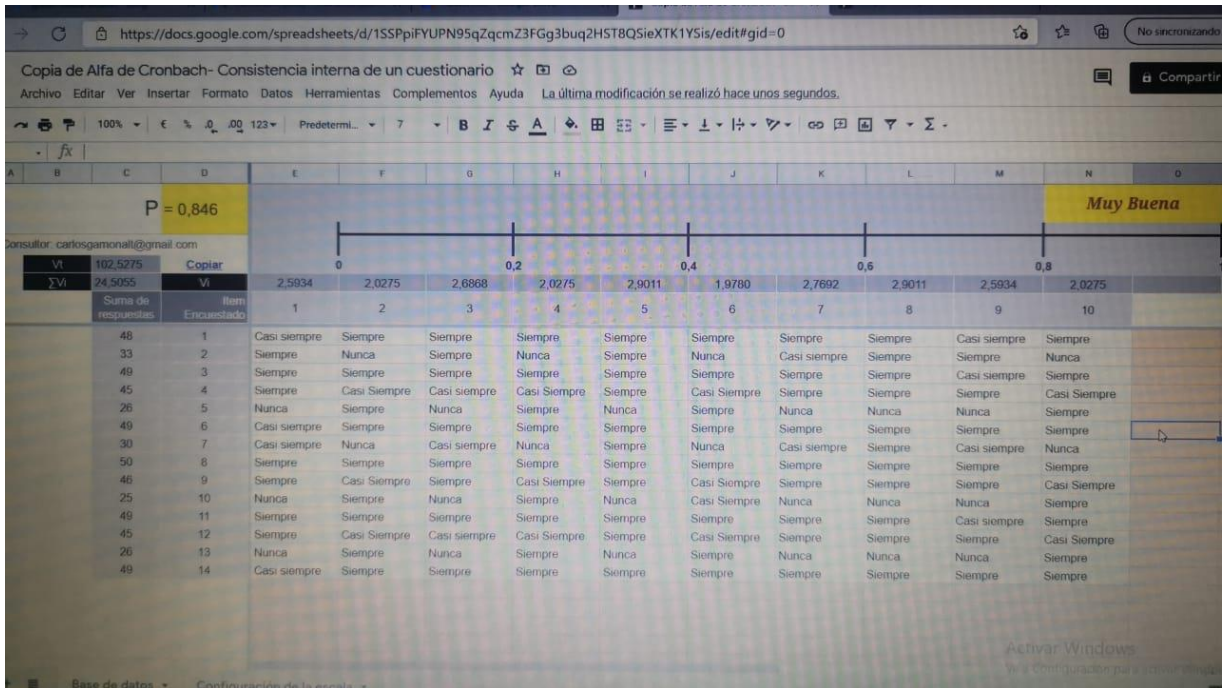 https://docs.google.com/spreadsheets/d/1SSPpiFYUPN95qZqcmZ3FGg3buq2HST8QSieXTK1YSis/edit#gid=0 No sincronizando
Copia de Alfa de Cronbach- Consistencia interna de un cuestionario
Compartir
Archivo Editar Ver Insertar Formato Datos Herramientas Complementos Ayuda La última modificación se realizó hace unos segundos.
100% € % .0 .00 123 Predetermi... 7 B I S A
fx
A B C D E F G H I J K L M N O
P = 0,846 Muy Buena
Consultor: carlosgamonall@gmail.com
Vt 102,5275 Copiar 0 0,2 0,4 0,6 0,8
ΣVi 24,5055 Vi 2,5934 2,0275 2,6868 2,0275 2,9011 1,9780 2,7692 2,9011 2,5934 2,0275
Suma de respuestas Item Encuestado 1 2 3 4 5 6 7 8 9 10
48 1 Casi siempre Siempre Siempre Siempre Siempre Siempre Siempre Siempre Casi siempre Siempre
33 2 Siempre Nunca Siempre Nunca Siempre Nunca Casi siempre Siempre Siempre Nunca
49 3 Siempre Siempre Siempre Siempre Siempre Siempre Siempre Siempre Casi siempre Siempre
45 4 Siempre Casi Siempre Casi siempre Casi Siempre Siempre Casi Siempre Siempre Siempre Siempre Casi Siempre
26 5 Nunca Siempre Nunca Siempre Nunca Siempre Nunca Nunca Nunca Siempre
49 6 Casi siempre Siempre Siempre Siempre Siempre Siempre Siempre Siempre Siempre Siempre
30 7 Casi siempre Nunca Casi siempre Nunca Siempre Nunca Casi siempre Siempre Casi siempre Nunca
50 8 Siempre Siempre Siempre Siempre Siempre Siempre Siempre Siempre Siempre Siempre
46 9 Siempre Casi Siempre Siempre Casi Siempre Siempre Casi Siempre Siempre Siempre Siempre Casi Siempre
25 10 Nunca Siempre Nunca Siempre Nunca Casi Siempre Nunca Nunca Nunca Siempre
49 11 Siempre Siempre Siempre Siempre Siempre Siempre Siempre Siempre Casi siempre Siempre
45 12 Siempre Casi Siempre Casi siempre Casi Siempre Siempre Casi Siempre Siempre Siempre Siempre Casi Siempre
26 13 Nunca Siempre Nunca Siempre Nunca Siempre Nunca Nunca Nunca Siempre
49 14 Casi siempre Siempre Siempre Siempre Siempre Siempre Siempre Siempre Siempre Siempre
Activar Windows
Base de datos Configuración de la escala